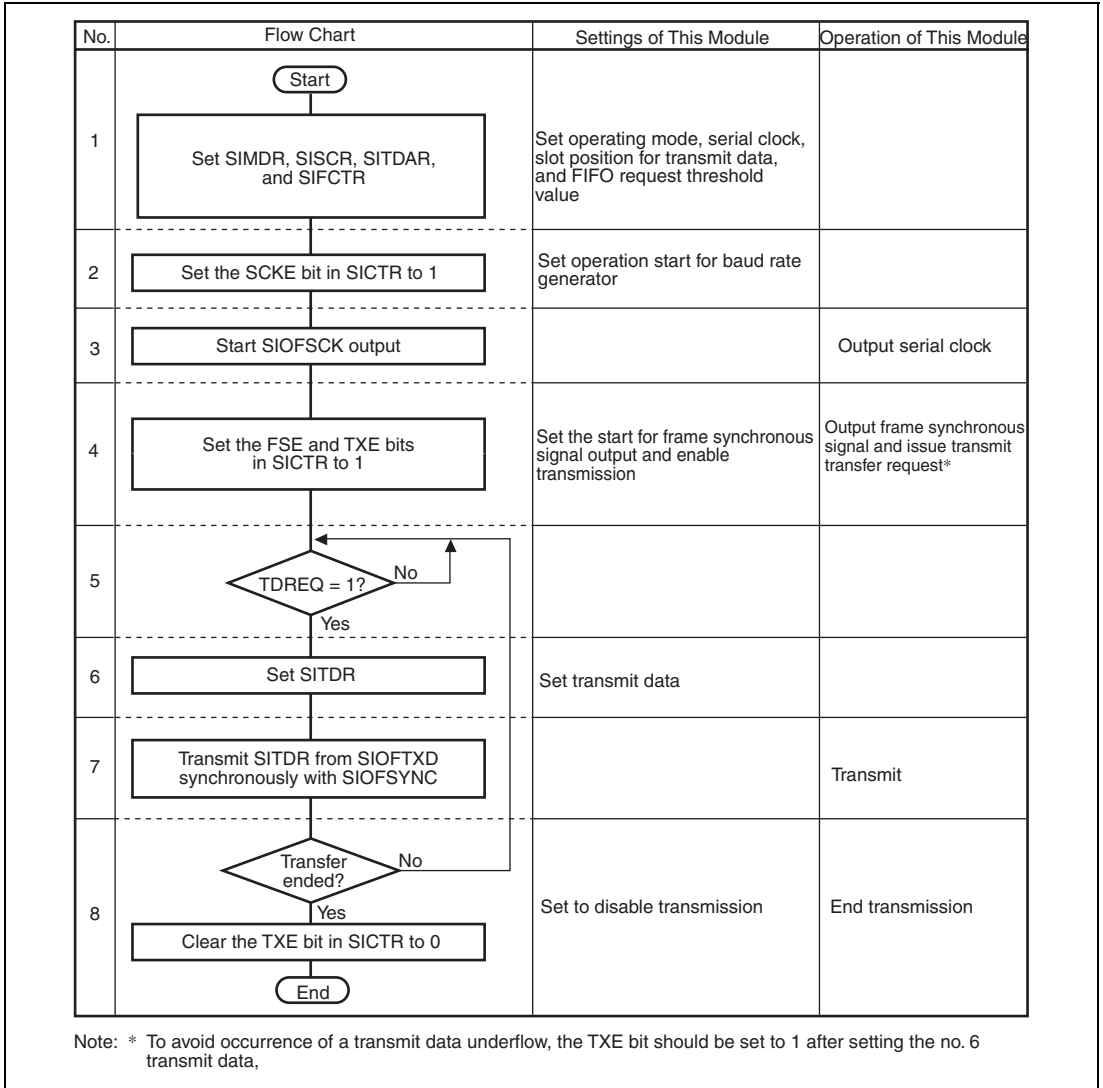 No.
Flow Chart
Settings of This Module
Operation of This Module
Start
1
Set SIMDR, SISCR, SITDAR,
and SIFCTR
Set operating mode, serial clock,
slot position for transmit data,
and FIFO request threshold
value
2
Set the SCKE bit in SICTR to 1
Set operation start for baud rate
generator
3
Start SIOFSCK output
Output serial clock
4
Set the FSE and TXE bits
in SICTR to 1
Set the start for frame synchronous
signal output and enable
transmission
Output frame synchronous
signal and issue transmit
transfer request*
5
TDREQ = 1?
No
Yes
6
Set SITDR
Set transmit data
7
Transmit SITDR from SIOFTXD
synchronously with SIOFSYNC
Transmit
8
Transfer
ended?
No
Yes
Clear the TXE bit in SICTR to 0
Set to disable transmission
End transmission
End
Note: * To avoid occurrence of a transmit data underflow, the TXE bit should be set to 1 after setting the no. 6
transmit data,